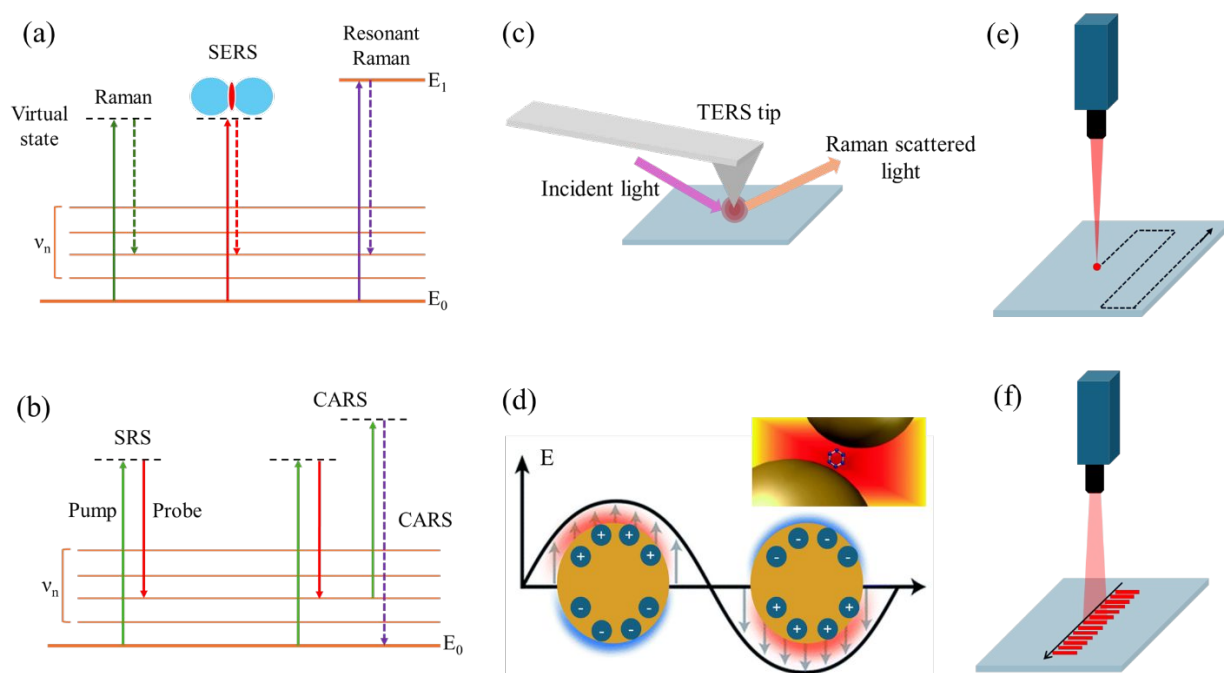 (a)
SERS
Resonant
Raman
E₁
Raman
Virtual
state
νₙ
E₀
(b)
CARS
SRS
Pump
Probe
CARS
νₙ
E₀
(c)
TERS tip
Incident light
Raman scattered
light
(d)
E
+ + + +
- - - -
- - - -
+ + + +
(e)
(f)